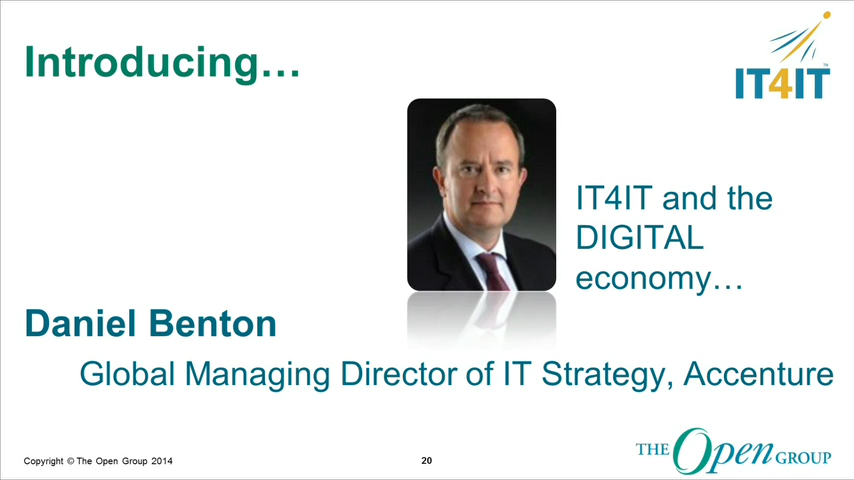 Introducing…
IT4IT
TM
IT4IT and the
DIGITAL
economy…
Daniel Benton
Global Managing Director of IT Strategy, Accenture
Copyright © The Open Group 2014
20
THE Open GROUP